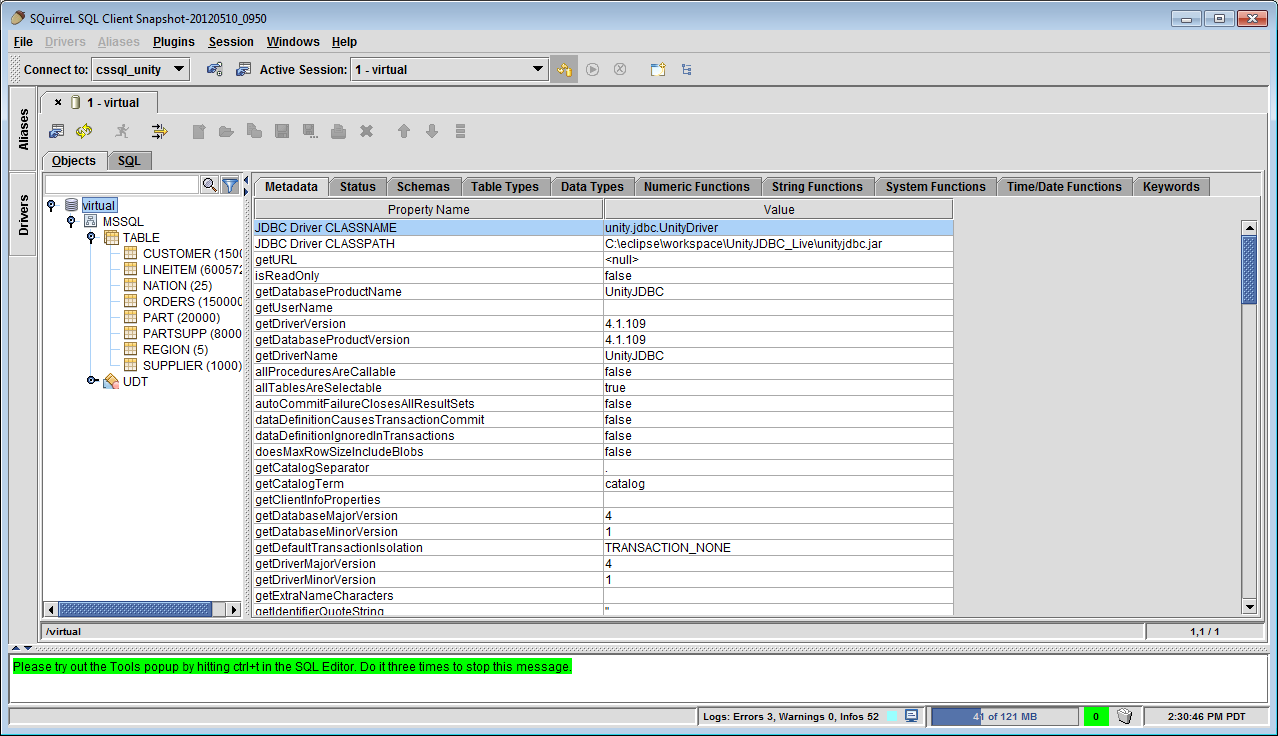 SQuirreL SQL Client Snapshot-20120510_0950
File Drivers Aliases Plugins Session Windows Help
Connect to: cssql_unity Active Session: 1 - virtual
Aliases
Drivers
1 - virtual
Objects SQL
virtual
MSSQL
TABLE
CUSTOMER (1500
LINEITEM (600572
NATION (25)
ORDERS (150000
PART (20000)
PARTSUPP (8000
REGION (5)
SUPPLIER (1000)
UDT
Metadata Status Schemas Table Types Data Types Numeric Functions String Functions System Functions Time/Date Functions Keywords
Property Name Value
JDBC Driver CLASSNAME unity.jdbc.UnityDriver
JDBC Driver CLASSPATH C:\eclipse\workspace\UnityJDBC_Live\unityjdbc.jar
getURL <null>
isReadOnly false
getDatabaseProductName UnityJDBC
getUserName
getDriverVersion 4.1.109
getDatabaseProductVersion 4.1.109
getDriverName UnityJDBC
allProceduresAreCallable false
allTablesAreSelectable true
autoCommitFailureClosesAllResultSets false
dataDefinitionCausesTransactionCommit false
dataDefinitionIgnoredInTransactions false
doesMaxRowSizeIncludeBlobs false
getCatalogSeparator .
getCatalogTerm catalog
getClientInfoProperties
getDatabaseMajorVersion 4
getDatabaseMinorVersion 1
getDefaultTransactionIsolation TRANSACTION_NONE
getDriverMajorVersion 4
getDriverMinorVersion 1
getExtraNameCharacters
getIdentifierQuoteString "
/virtual 1,1 / 1
Please try out the Tools popup by hitting ctrl+t in the SQL Editor. Do it three times to stop this message.
Logs: Errors 3, Warnings 0, Infos 52 41 of 121 MB 0 2:30:46 PM PDT